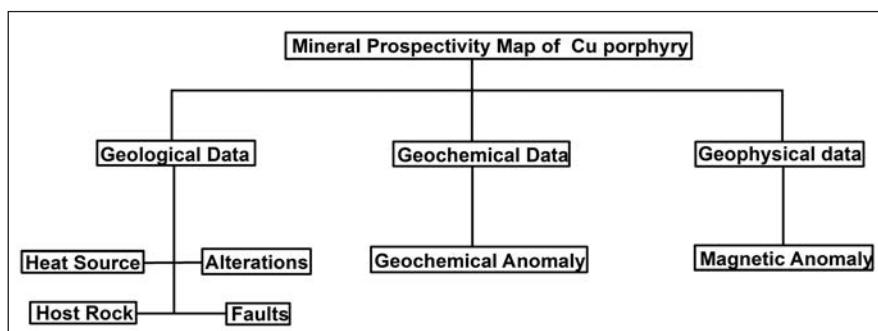 Mineral Prospectivity Map of Cu porphyry
Geological Data
Geochemical Data
Geophysical data
Heat Source
Alterations
Geochemical Anomaly
Magnetic Anomaly
Host Rock
Faults